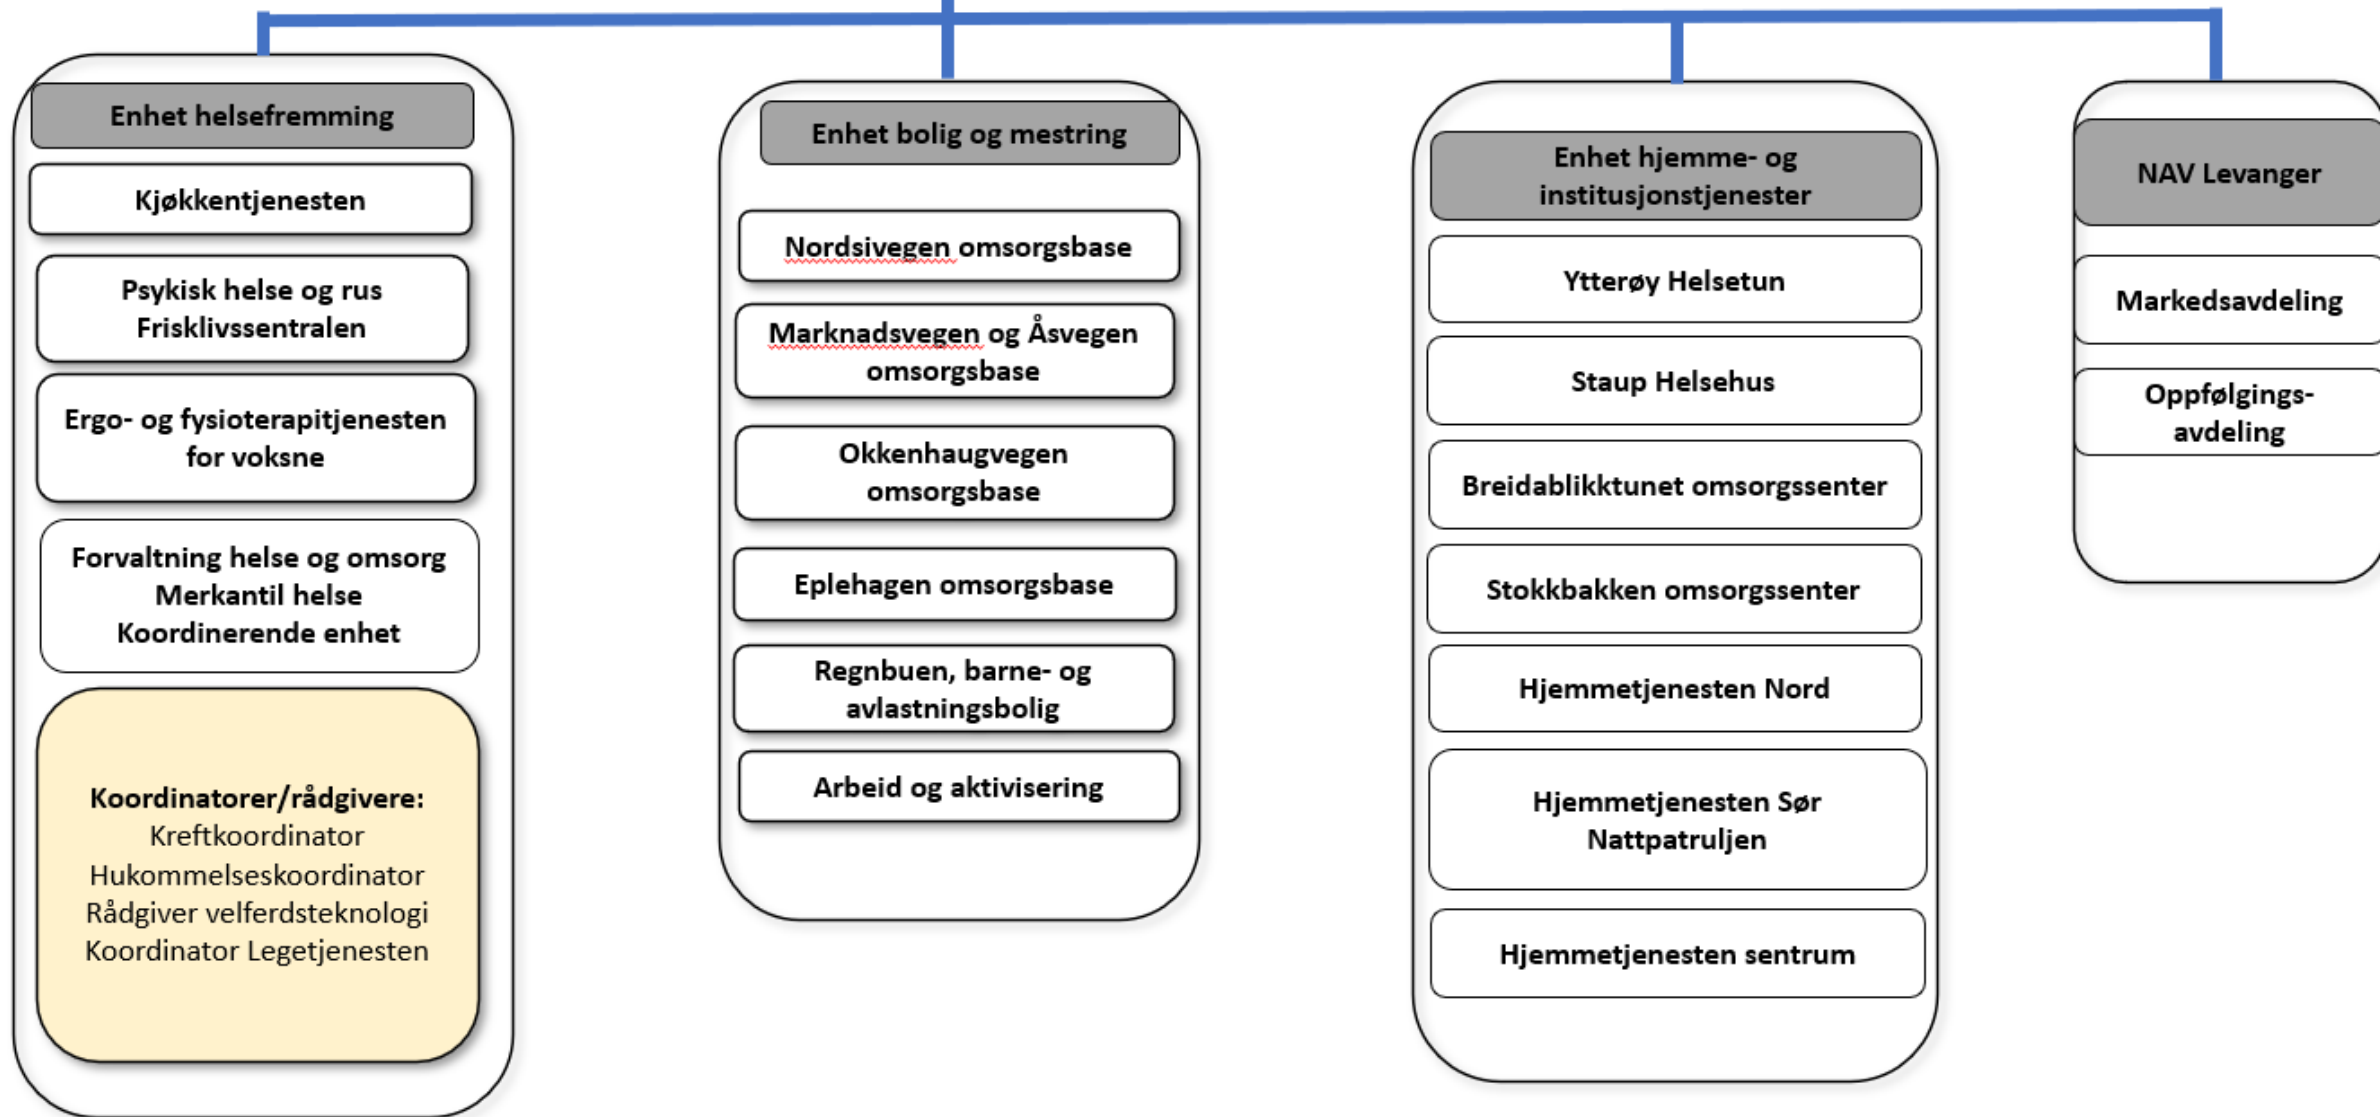 Enhet helsefremming
Kjøkkentjenesten
Psykisk helse og rus
Frisklivssentralen
Ergo- og fysioterapitjenesten
for voksne
Forvaltning helse og omsorg
Merkantil helse
Koordinerende enhet
Koordinatorer/rådgivere:
Kreftkoordinator
Hukommelseskoordinator
Rådgiver velferdsteknologi
Koordinator Legetjenesten
Enhet bolig og mestring
Nordsivegen omsorgsbase
Marknadsvegen og Åsvegen
omsorgsbase
Okkenhaugvegen
omsorgsbase
Eplehagen omsorgsbase
Regnbuen, barne- og
avlastningsbolig
Arbeid og aktivisering
Enhet hjemme- og
institusjonstjenester
Ytterøy Helsetun
Staup Helsehus
Breidablikktunet omsorgssenter
Stokkbakken omsorgssenter
Hjemmetjenesten Nord
Hjemmetjenesten Sør
Nattpatruljen
Hjemmetjenesten sentrum
NAV Levanger
Markedsavdeling
Oppfølgings-
avdeling